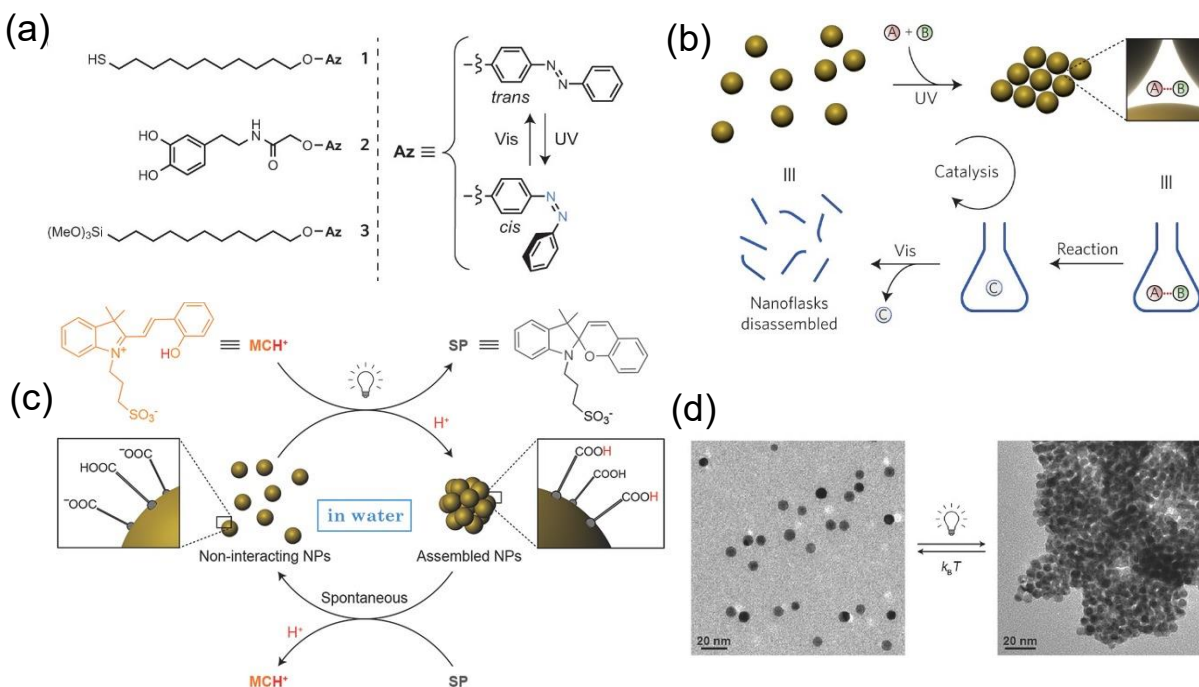 (a)
HS
O–Az 1
trans
HO
HO
H
N
O
O–Az 2
Az ≡
Vis
UV
N
N
cis
N
N
(MeO)3Si
O–Az 3
(b)
A + B
UV
A
B
Catalysis
Vis
Reaction
C
C
A
B
Nanoflasks
disassembled
(c)
N+
HO
SO3-
≡ MCH+
SP ≡
N
O
SO3-
H+
-OOC
HOOC
-OOC
in water
COOH
COOH
COOH
Non-interacting NPs
Assembled NPs
Spontaneous
H+
MCH+
SP
(d)
20 nm
kBT
20 nm